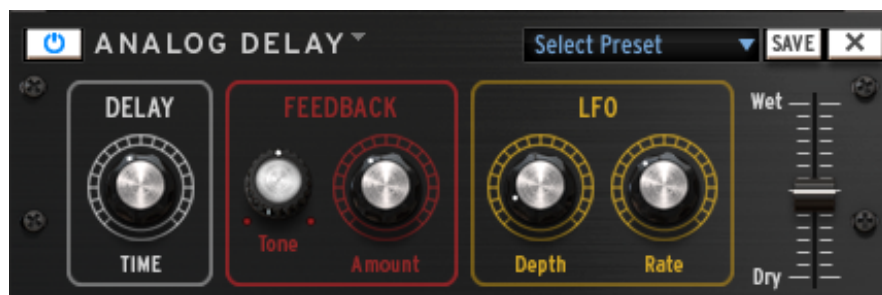 ANALOG DELAY
Select Preset
SAVE
DELAY
TIME
FEEDBACK
Tone
Amount
LFO
Depth
Rate
Wet
Dry